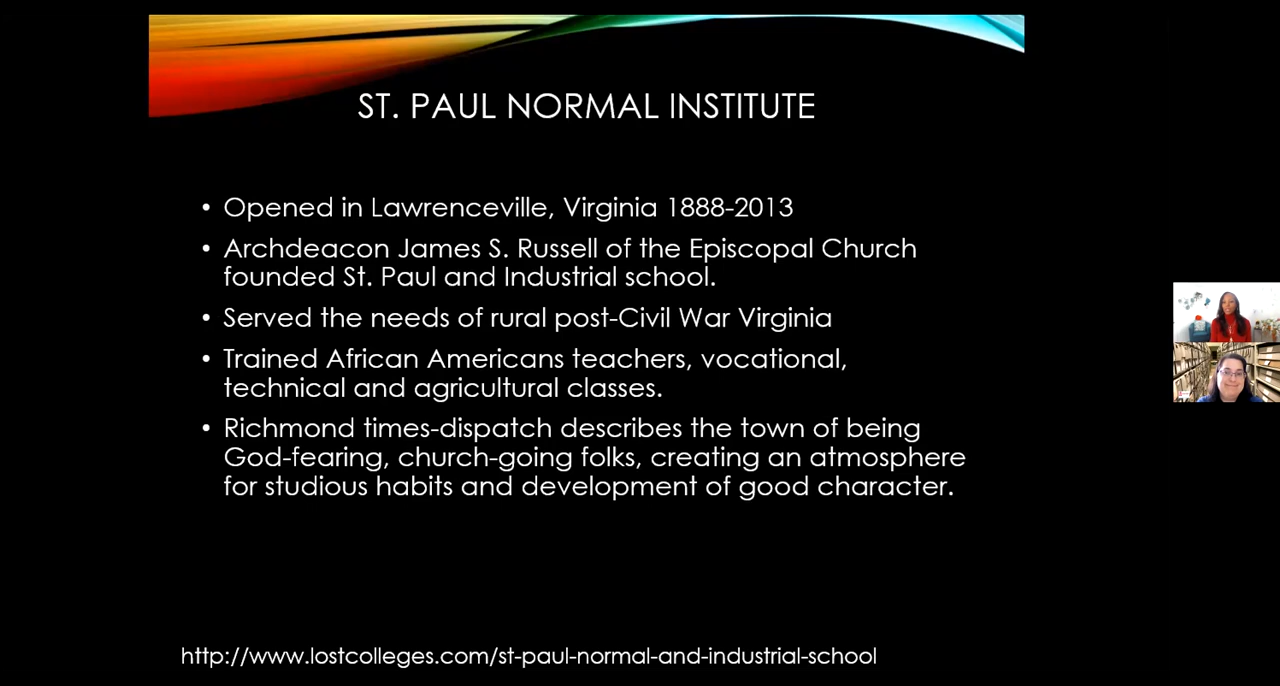 ST. PAUL NORMAL INSTITUTE
• Opened in Lawrenceville, Virginia 1888-2013
• Archdeacon James S. Russell of the Episcopal Church
founded St. Paul and Industrial school.
• Served the needs of rural post-Civil War Virginia
• Trained African Americans teachers, vocational,
technical and agricultural classes.
• Richmond times-dispatch describes the town of being
God-fearing, church-going folks, creating an atmosphere
for studious habits and development of good character.
http://www.lostcolleges.com/st-paul-normal-and-industrial-school